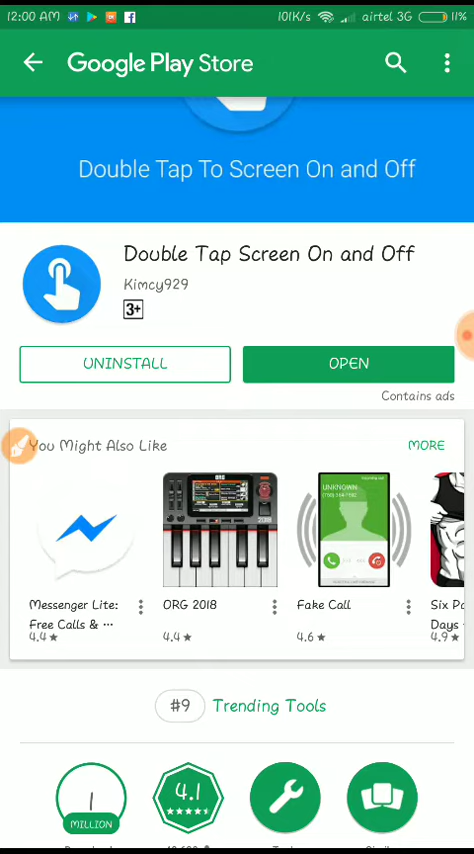 12:00 AM 101K/s airtel 3G 11%
Google Play Store
Double Tap To Screen On and Off
Double Tap Screen On and Off
Kimcy929
3+
UNINSTALL
OPEN
Contains ads
You Might Also Like
MORE
ORG
2018
UNKNOWN
Messenger Lite:
Free Calls & ...
4.4★
ORG 2018
4.4★
Fake Call
4.6★
Six Pa
Days
4.9★
#9 Trending Tools
1
MILLION
4.1